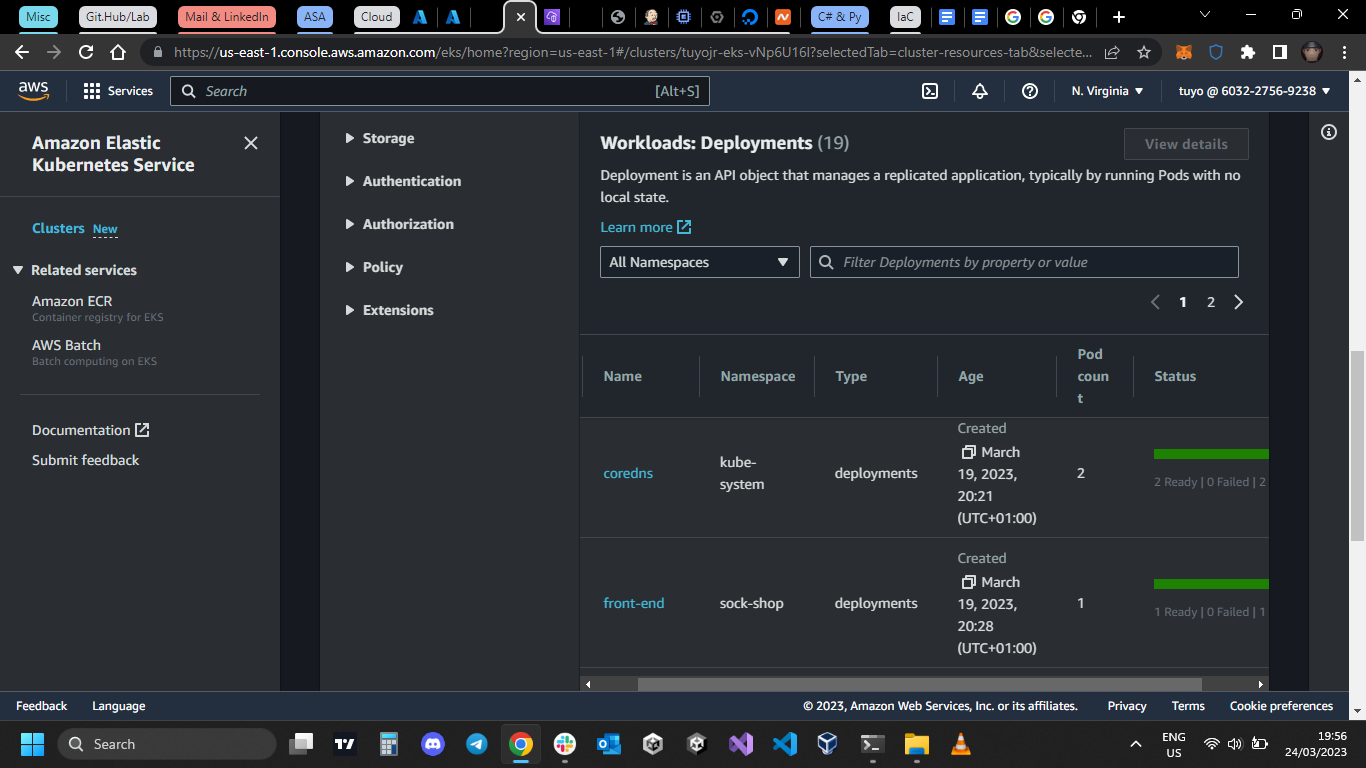 Misc
Git.Hub/Lab
Mail & LinkedIn
ASA
Cloud
C# & Py
IaC
https://us-east-1.console.aws.amazon.com/eks/home?region=us-east-1#/clusters/tuyojr-eks-vNp6U16I?selectedTab=cluster-resources-tab&selecte...
aws
Services
Search
[Alt+S]
N. Virginia
tuyo @ 6032-2756-9238
Amazon Elastic
Kubernetes Service
Clusters New
Related services
Amazon ECR
Container registry for EKS
AWS Batch
Batch computing on EKS
Documentation
Submit feedback
Storage
Authentication
Authorization
Policy
Extensions
Workloads: Deployments (19)
View details
Deployment is an API object that manages a replicated application, typically by running Pods with no
local state.
Learn more
All Namespaces
Filter Deployments by property or value
1 2
Name
Namespace
Type
Age
Pod
coun
t
Status
coredns
kube-
system
deployments
Created
March
19, 2023,
20:21
(UTC+01:00)
2
2 Ready | 0 Failed | 2
front-end
sock-shop
deployments
Created
March
19, 2023,
20:28
(UTC+01:00)
1
1 Ready | 0 Failed | 1
Feedback
Language
© 2023, Amazon Web Services, Inc. or its affiliates.
Privacy
Terms
Cookie preferences
Search
ENG
US
19:56
24/03/2023